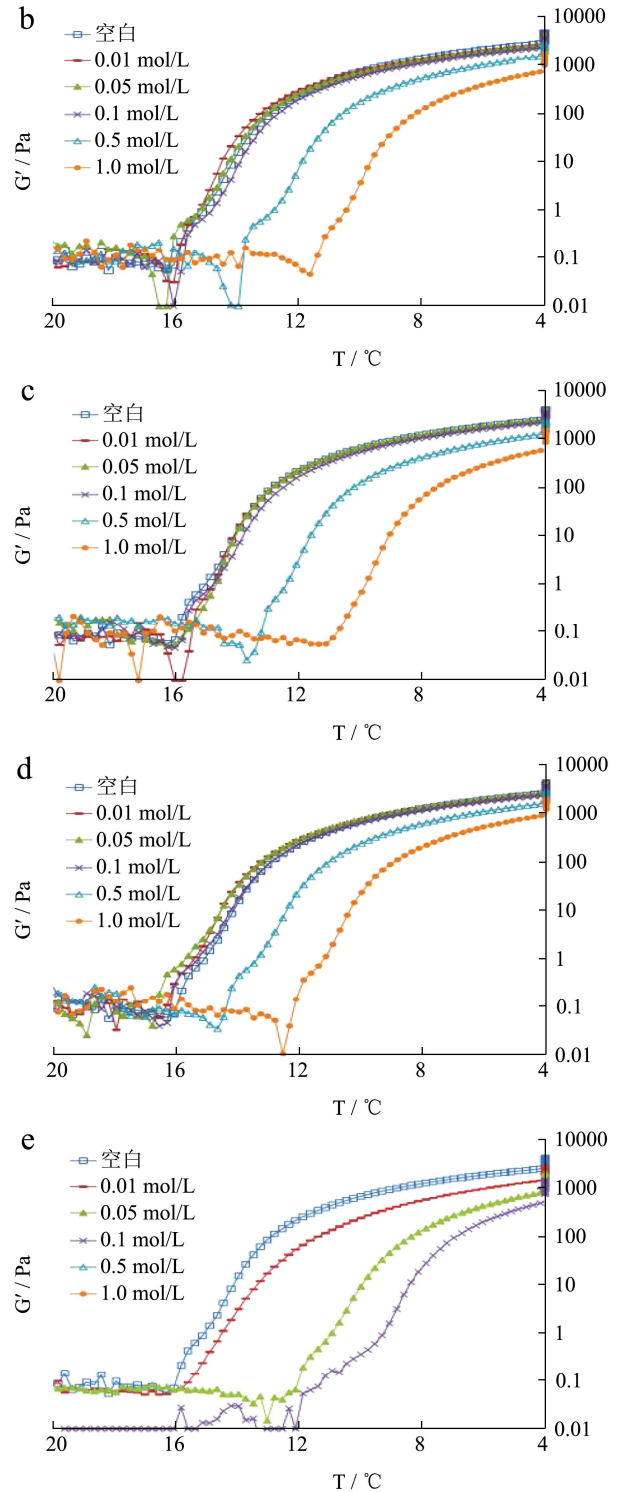 b
空白
0.01 mol/L
0.05 mol/L
0.1 mol/L
0.5 mol/L
1.0 mol/L
G′ / Pa
10000
1000
100
10
1
0.1
0.01
20 16 12 8 4
T / ℃
c
空白
0.01 mol/L
0.05 mol/L
0.1 mol/L
0.5 mol/L
1.0 mol/L
G′ / Pa
10000
1000
100
10
1
0.1
0.01
20 16 12 8 4
T / ℃
d
空白
0.01 mol/L
0.05 mol/L
0.1 mol/L
0.5 mol/L
1.0 mol/L
G′ / Pa
10000
1000
100
10
1
0.1
0.01
20 16 12 8 4
T / ℃
e
空白
0.01 mol/L
0.05 mol/L
0.1 mol/L
0.5 mol/L
1.0 mol/L
G′ / Pa
10000
1000
100
10
1
0.1
0.01
20 16 12 8 4
T / ℃